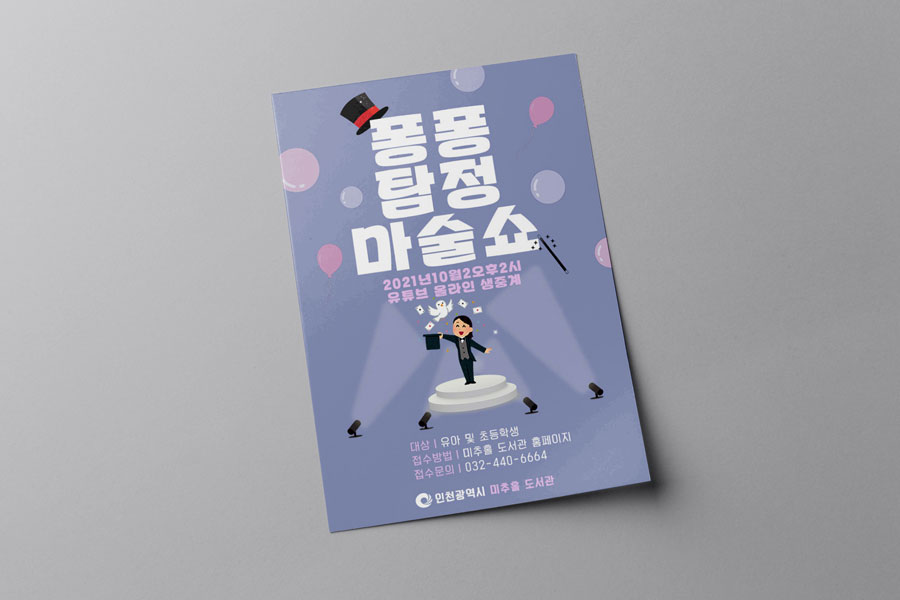 퐁퐁
탐정
마술쇼
2021년10월2오후2시
유튜브 온라인 생중계
대상 | 유아 및 초등학생
접수방법 | 미추홀 도서관 홈페이지
접수문의 | 032-440-6664
인천광역시 미추홀 도서관